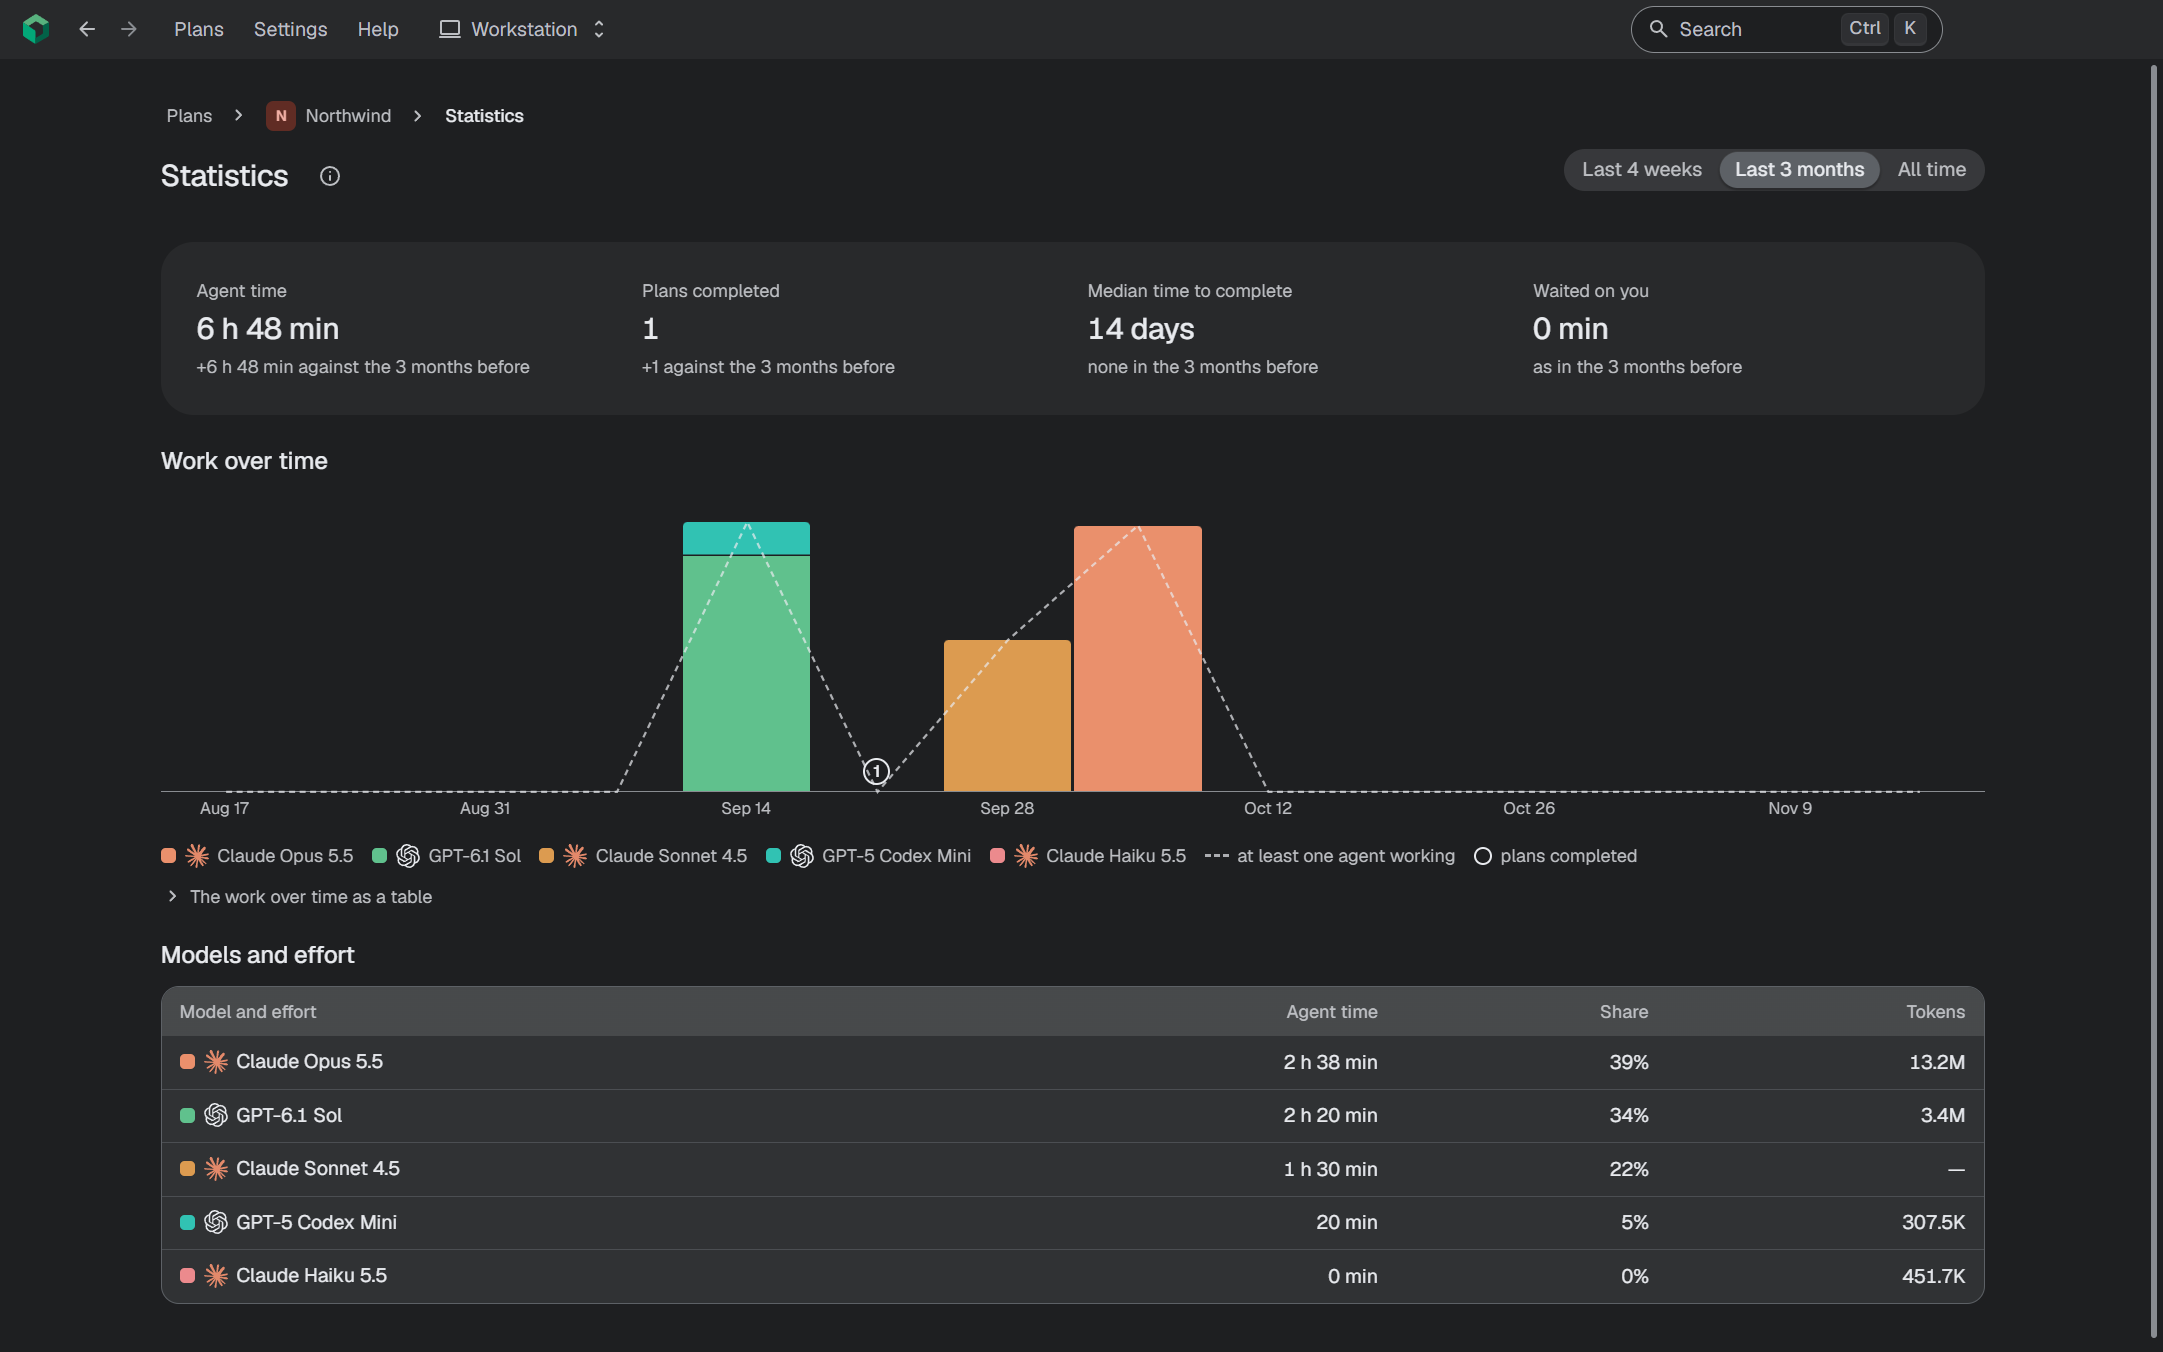 Plans Settings Help Workstation Search Ctrl K
Plans N Northwind Statistics
Statistics Last 4 weeks Last 3 months All time
Agent time Plans completed Median time to complete Waited on you
6 h 48 min 1 14 days 0 min
+6 h 48 min against the 3 months before +1 against the 3 months before none in the 3 months before as in the 3 months before
Work over time
1
Aug 17 Aug 31 Sep 14 Sep 28 Oct 12 Oct 26 Nov 9
Claude Opus 5.5 GPT-6.1 Sol Claude Sonnet 4.5 GPT-5 Codex Mini Claude Haiku 5.5 at least one agent working plans completed
The work over time as a table
Models and effort
Model and effort Agent time Share Tokens
Claude Opus 5.5 2 h 38 min 39% 13.2M
GPT-6.1 Sol 2 h 20 min 34% 3.4M
Claude Sonnet 4.5 1 h 30 min 22% —
GPT-5 Codex Mini 20 min 5% 307.5K
Claude Haiku 5.5 0 min 0% 451.7K